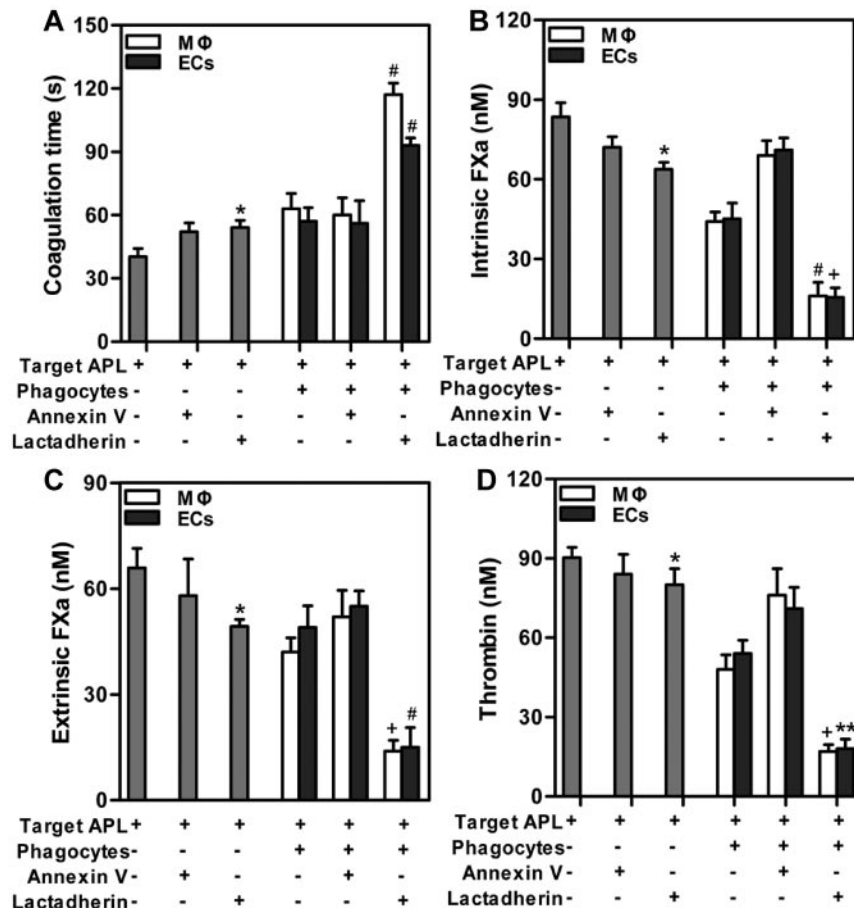 A
150
120
90
60
30
0
Coagulation time (s)
MΦ
ECs
*
#
#
Target APL + + + + + +
Phagocytes - - - + + +
Annexin V - + - - + -
Lactadherin - - + - - +
B
120
90
60
30
0
Intrinsic FXa (nM)
MΦ
ECs
*
# +
Target APL + + + + + +
Phagocytes - - - + + +
Annexin V - + - - + -
Lactadherin - - + - - +
C
90
60
30
0
Extrinsic FXa (nM)
MΦ
ECs
*
+ #
Target APL + + + + + +
Phagocytes - - - + + +
Annexin V - + - - + -
Lactadherin - - + - - +
D
120
90
60
30
0
Thrombin (nM)
MΦ
ECs
*
+ **
Target APL + + + + + +
Phagocytes - - - + + +
Annexin V - + - - + -
Lactadherin - - + - - +